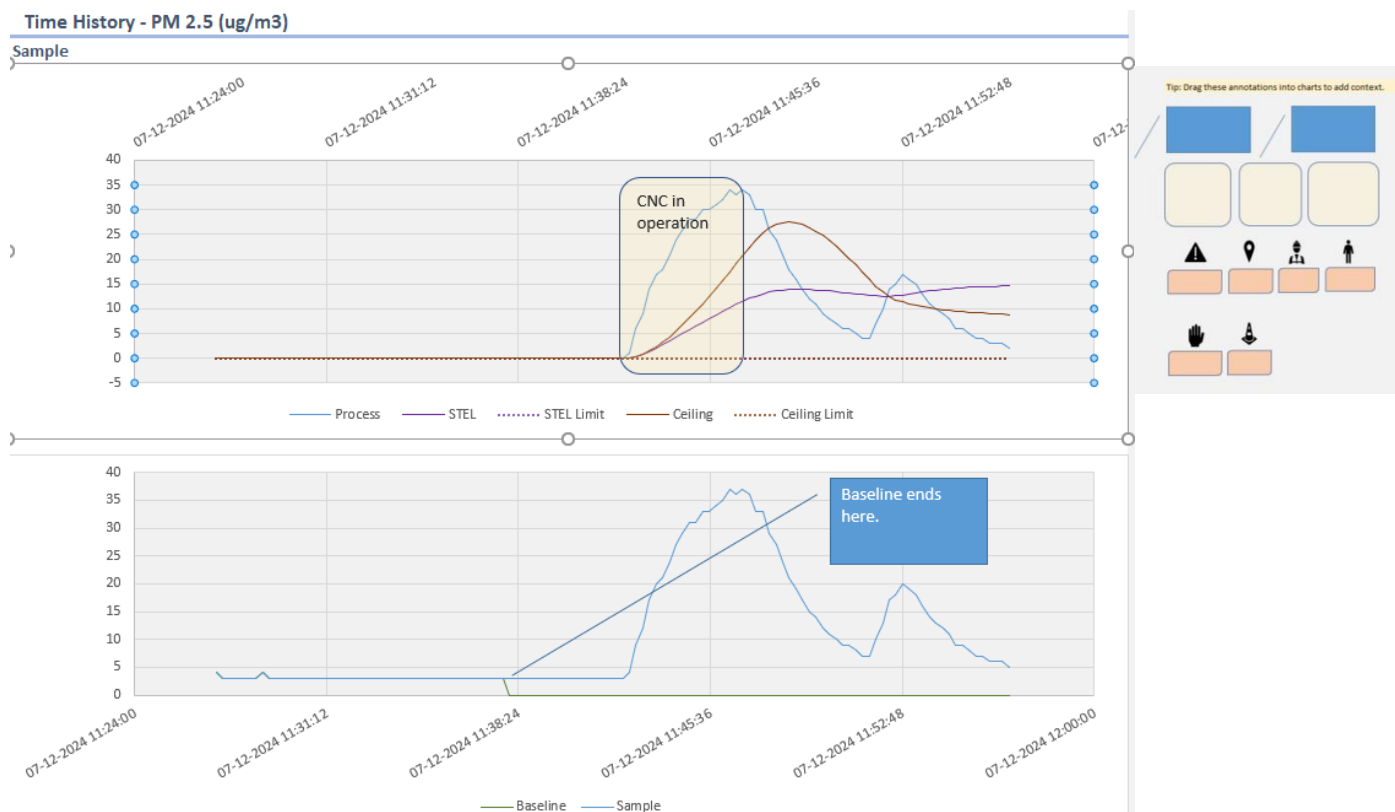 Time History - PM 2.5 (ug/m3)
Sample
07-12-2024 11:24:00
07-12-2024 11:31:12
07-12-2024 11:38:24
07-12-2024 11:45:36
07-12-2024 11:52:48
07-12-
Tip: Drag these annotations into charts to add context.
40
35
30
25
20
15
10
5
0
-5
CNC in
operation
Process
STEL
STEL Limit
Ceiling
Ceiling Limit
40
35
30
25
20
15
10
5
0
Baseline ends
here.
07-12-2024 11:24:00
07-12-2024 11:31:12
07-12-2024 11:38:24
07-12-2024 11:45:36
07-12-2024 11:52:48
07-12-2024 12:00:00
Baseline
Sample